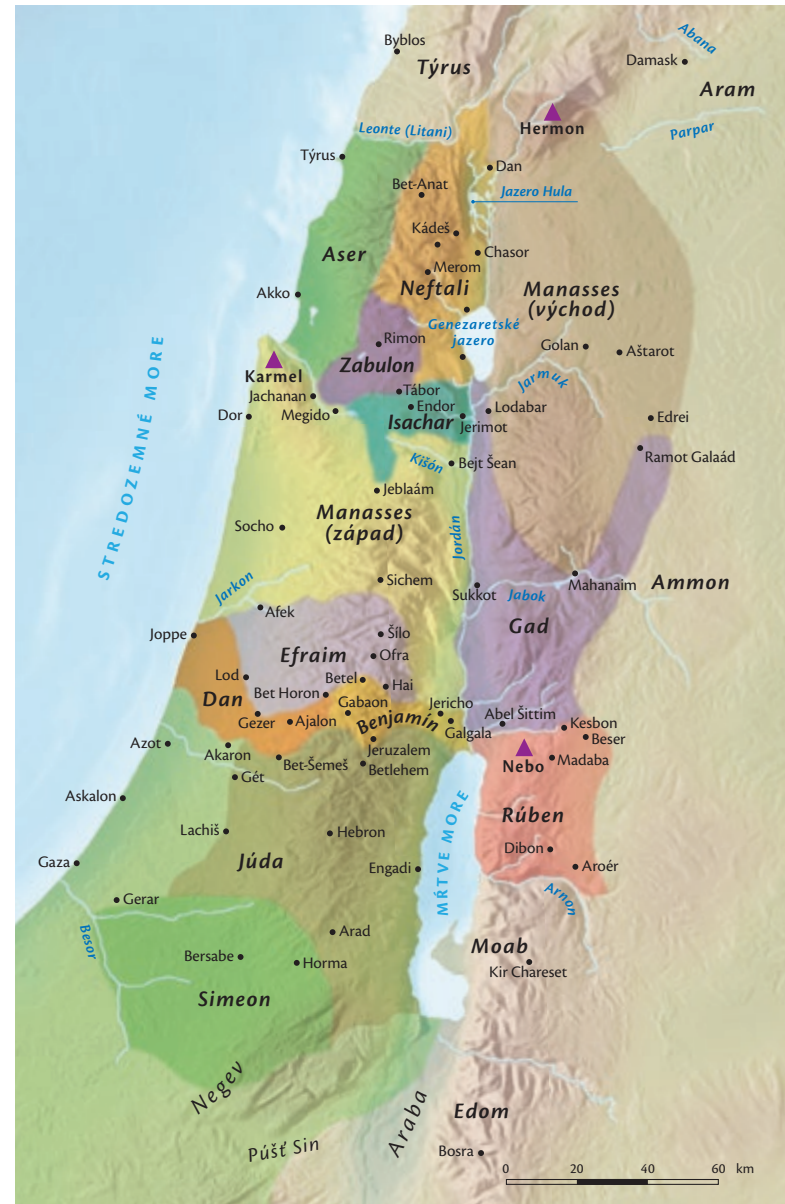 Byblos
Týrus
Abana
Damask
Aram
Hermon
Leonte (Litani)
Parpar
Týrus
Dan
Bet-Anat
Jazero Hula
Kádeš
Aser
Chasor
Merom
Neftali
Manasses
(východ)
Akko
Genezaretské
jazero
Rimon
Golan
Aštarot
Zabulon
Karmel
Jarmuk
Tábor
Jachanan
Endor
Lodabar
Dor
Megido
Isachar
Jerimot
Edrei
STREDOZEMNÉ MORE
Kišón
Bejt Šean
Ramot Galaád
Jeblaám
Manasses
(západ)
Socho
Jordán
Sichem
Jarkon
Sukkot
Jabok
Mahanaim
Ammon
Afek
Joppe
Šílo
Gad
Efraim
Ofra
Lod
Betel
Hai
Dan
Bet Horon
Gabaon
Jericho
Abel Šittim
Kesbon
Gezer
Ajalon
Benjamín
Galgala
Beser
Azot
Akaron
Jeruzalem
Nebo
Madaba
Bet-Šemeš
Betlehem
Gét
Askalon
MŔTVE MORE
Rúben
Lachiš
Hebron
Dibon
Gaza
Júda
Engadi
Aroér
Gerar
Arnon
Besor
Arad
Moab
Bersabe
Horma
Kir Chareset
Simeon
Negev
Araba
Edom
Púšť Sin
Bosra
0 20 40 60 km